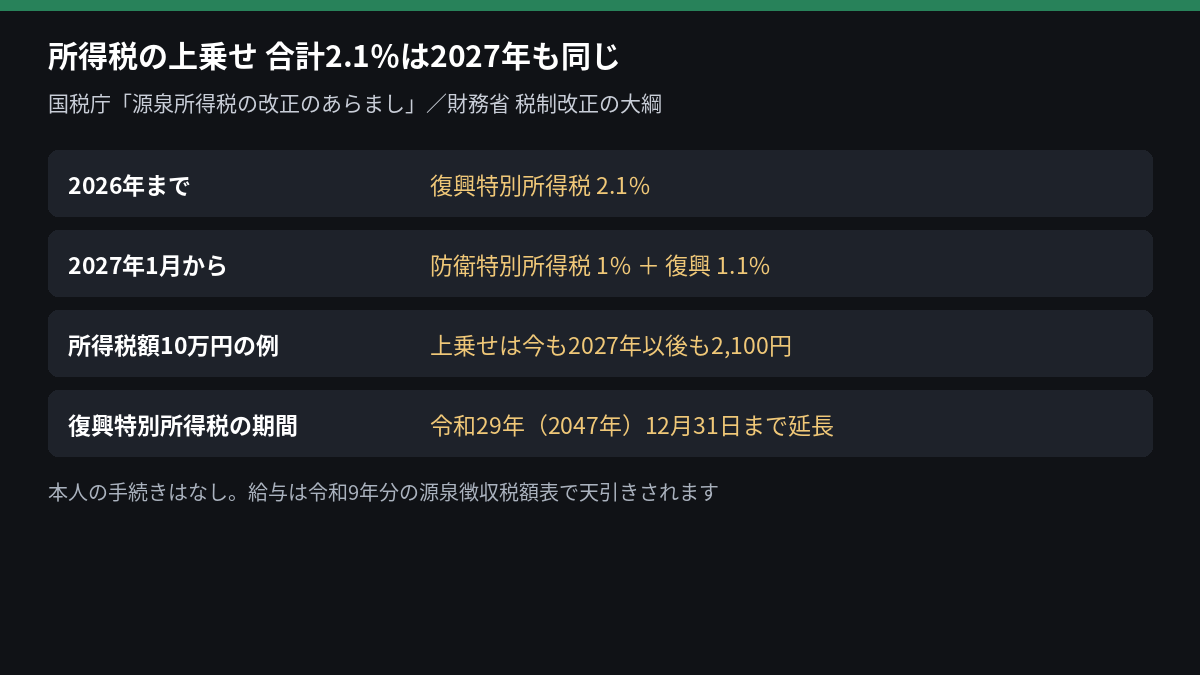 所得税の上乗せ 合計2.1%は2027年も同じ
国税庁「源泉所得税の改正のあらまし」／財務省 税制改正の大綱
2026年まで 復興特別所得税 2.1%
2027年1月から 防衛特別所得税 1% ＋ 復興 1.1%
所得税額10万円の例 上乗せは今も2027年以後も2,100円
復興特別所得税の期間 令和29年（2047年）12月31日まで延長
本人の手続きはなし。給与は令和9年分の源泉徴収税額表で天引きされます